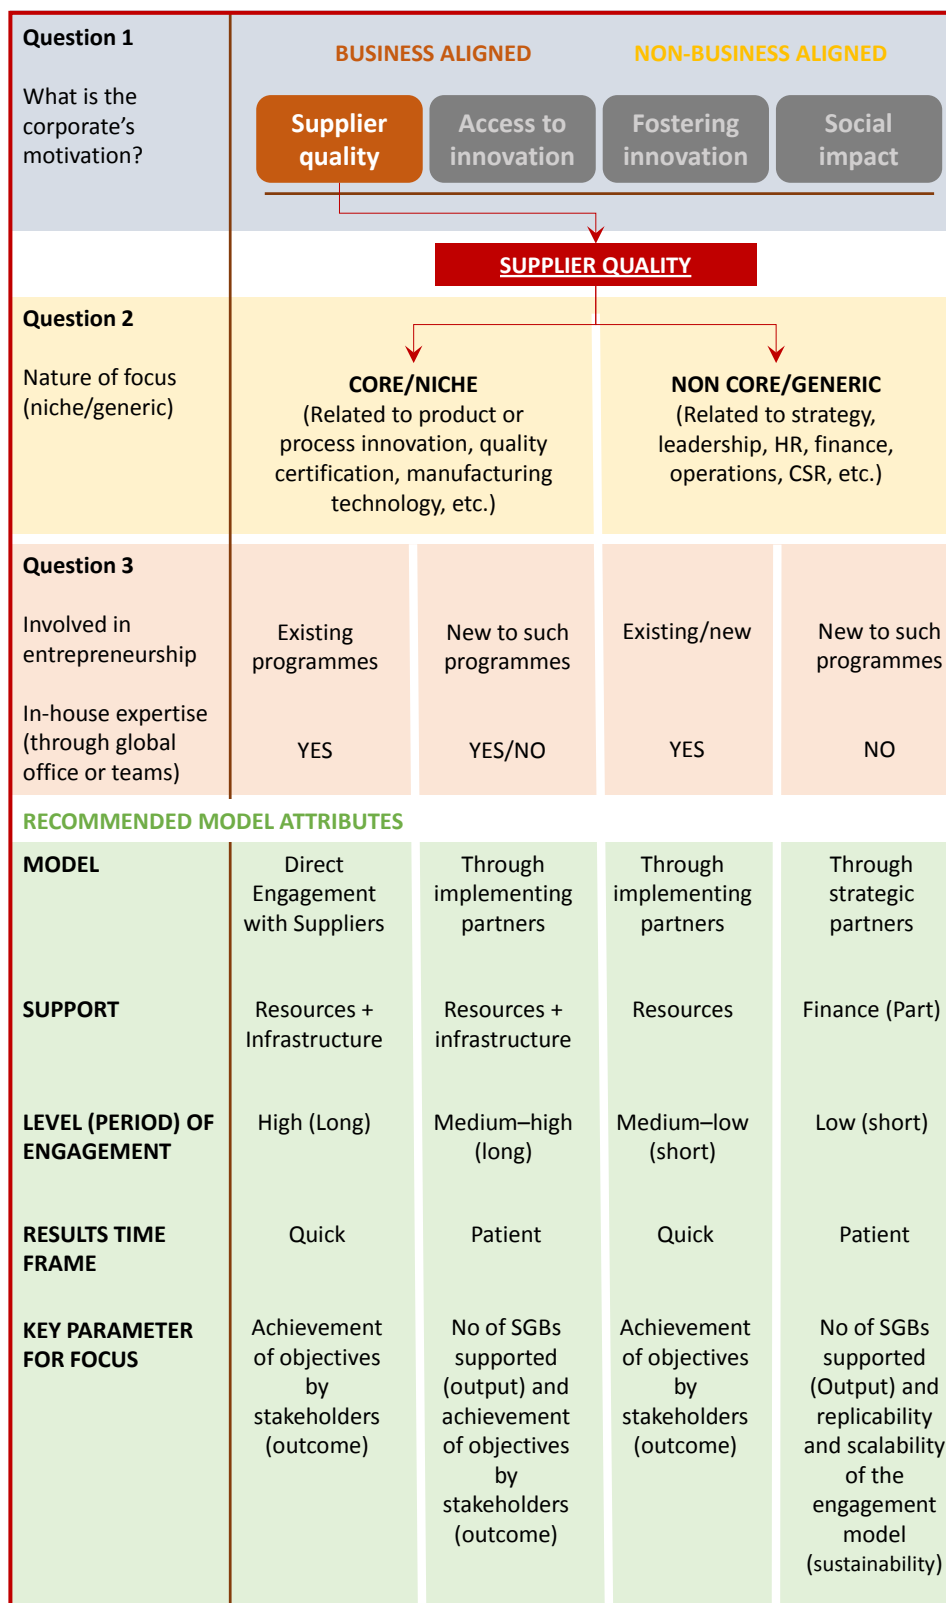 Question 1
What is the
corporate's
motivation?
BUSINESS ALIGNED
NON-BUSINESS ALIGNED
Supplier
quality
Access to
innovation
Fostering
innovation
Social
impact
SUPPLIER QUALITY
Question 2
Nature of focus
(niche/generic)
CORE/NICHE
(Related to product or
process innovation, quality
certification, manufacturing
technology, etc.)
NON CORE/GENERIC
(Related to strategy,
leadership, HR, finance,
operations, CSR, etc.)
Question 3
Involved in
entrepreneurship
Existing
programmes
New to such
programmes
Existing/new
New to such
programmes
In-house expertise
(through global
office or teams)
YES
YES/NO
YES
NO
RECOMMENDED MODEL ATTRIBUTES
MODEL
Direct
Engagement
with Suppliers
Through
implementing
partners
Through
implementing
partners
Through
strategic
partners
SUPPORT
Resources +
Infrastructure
Resources +
infrastructure
Resources
Finance (Part)
LEVEL (PERIOD) OF
ENGAGEMENT
High (Long)
Medium–high
(long)
Medium–low
(short)
Low (short)
RESULTS TIME
FRAME
Quick
Patient
Quick
Patient
KEY PARAMETER
FOR FOCUS
Achievement
of objectives
by
stakeholders
(outcome)
No of SGBs
supported
(output) and
achievement
of objectives
by
stakeholders
(outcome)
Achievement
of objectives
by
stakeholders
(outcome)
No of SGBs
supported
(Output) and
replicability
and scalability
of the
engagement
model
(sustainability)